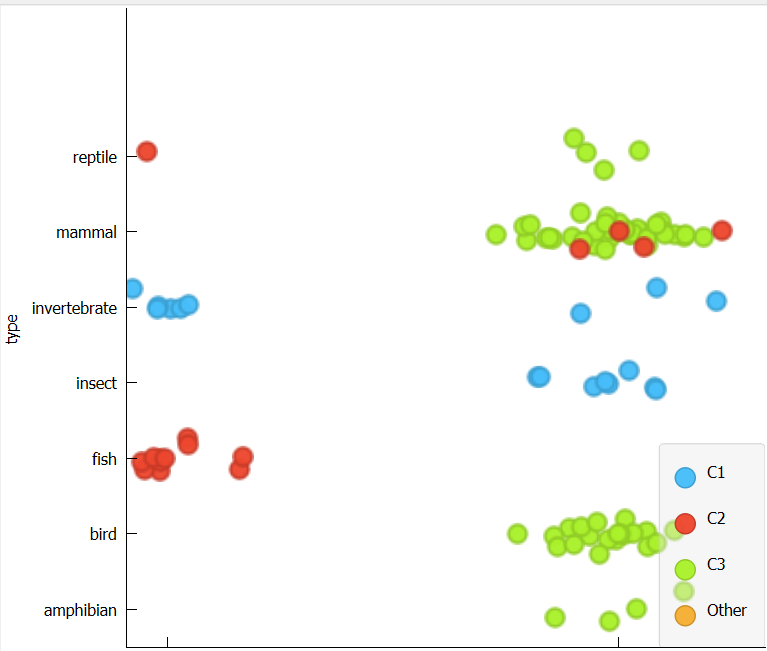 reptile
mammal
invertebrate
insect
fish
bird
amphibian
type
C1
C2
C3
Other